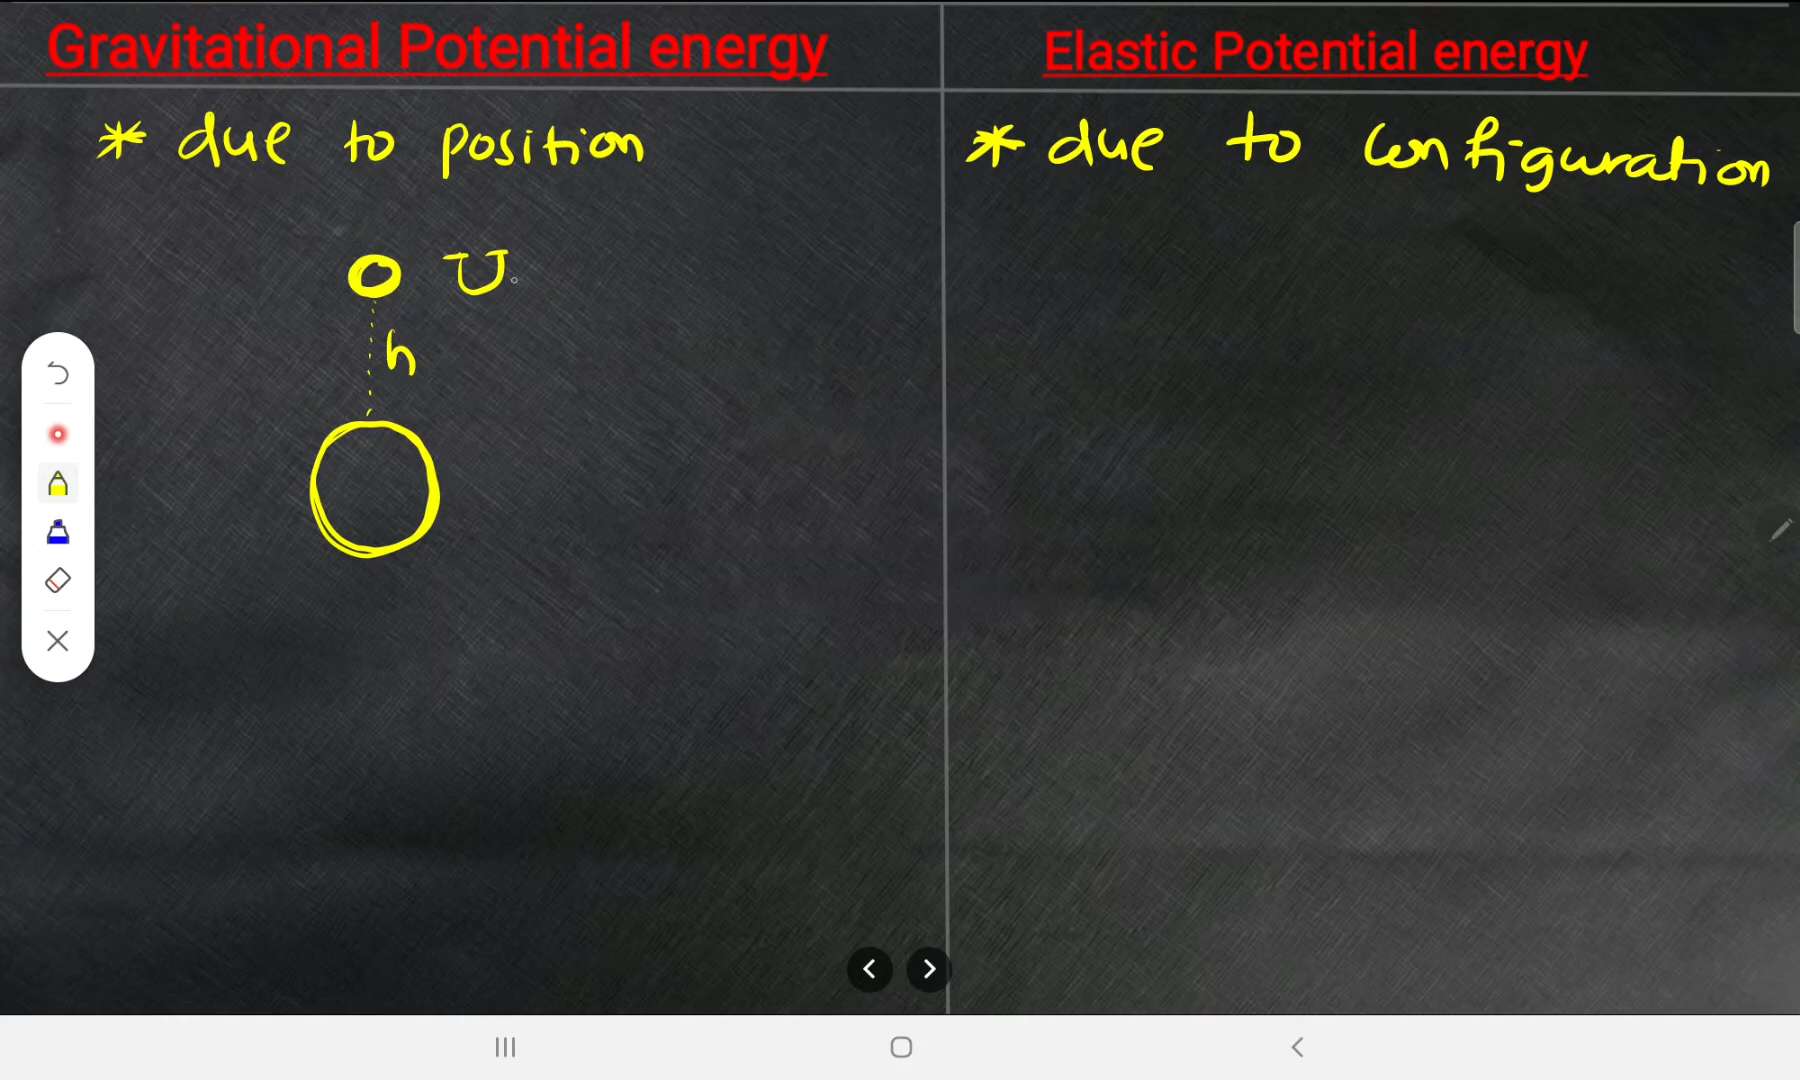 Gravitational Potential energy
* due to position
U
h
Elastic Potential energy
* due to configuration